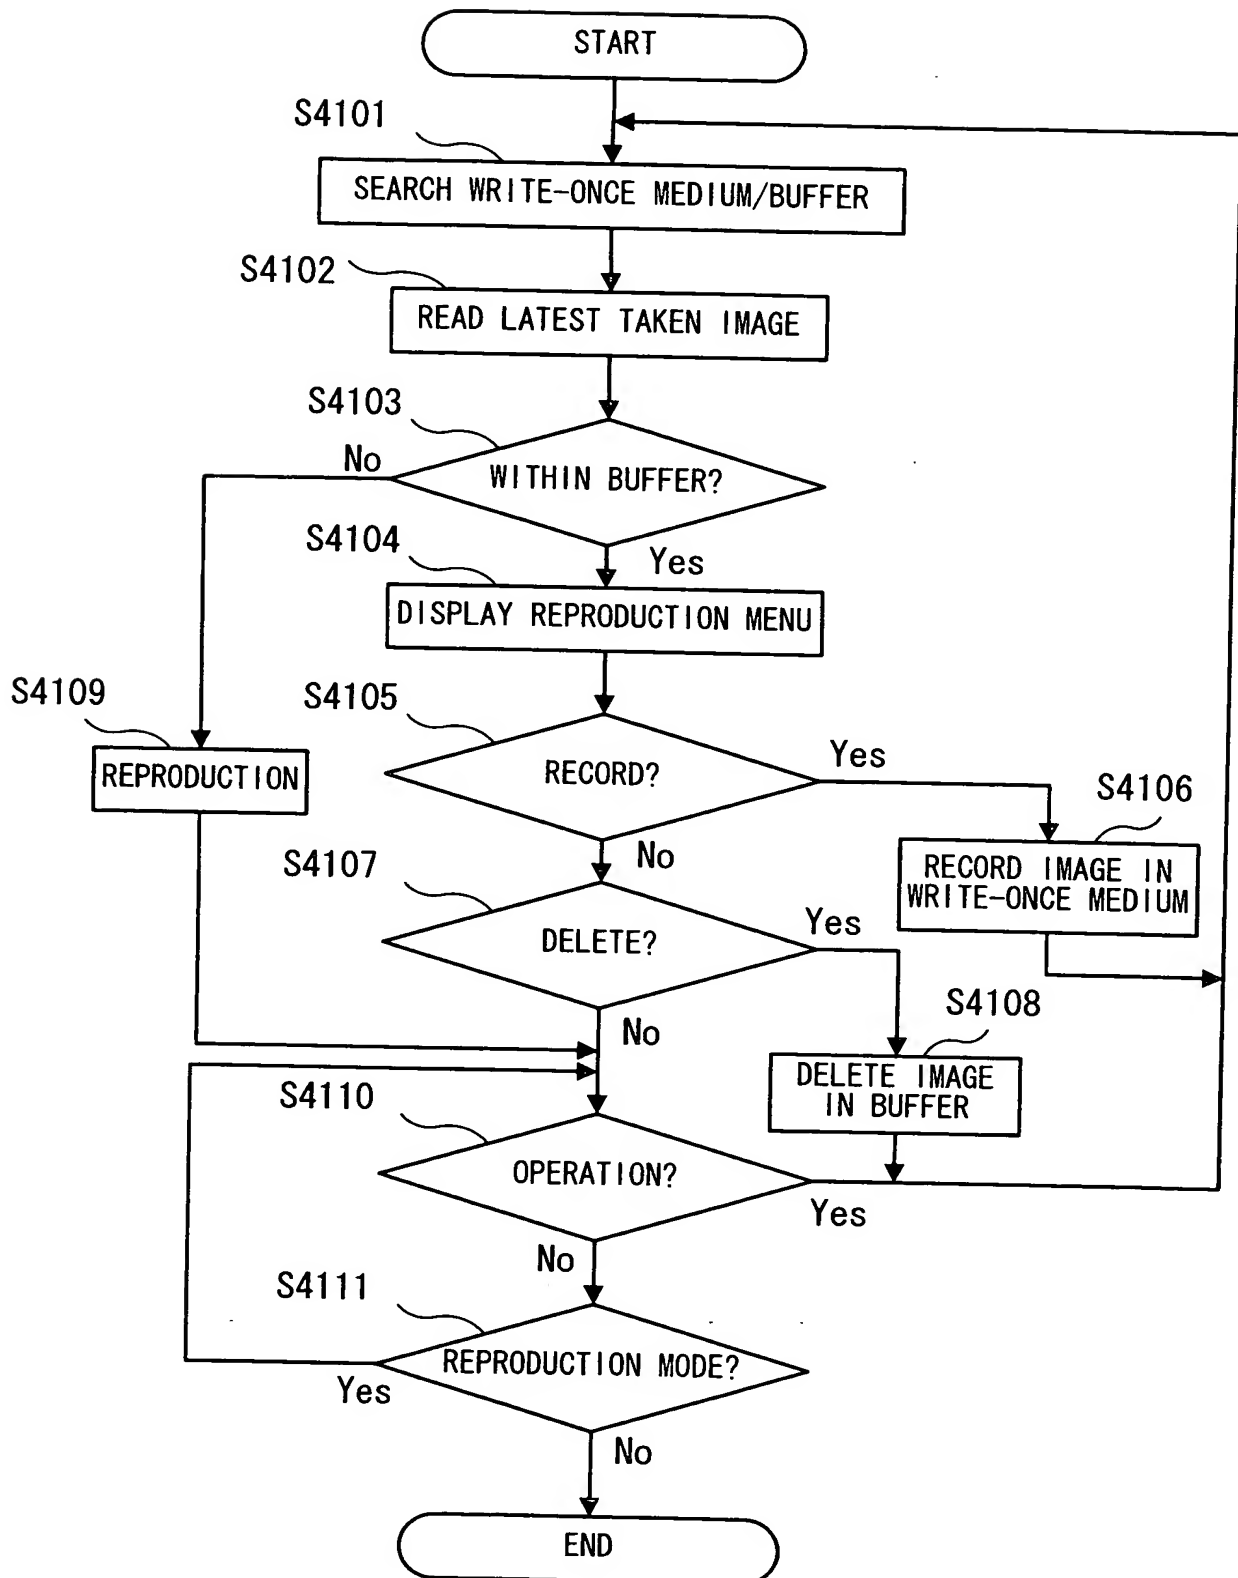 START
S4101
SEARCH WRITE-ONCE MEDIUM/BUFFER
S4102
READ LATEST TAKEN IMAGE
S4103
No
WITHIN BUFFER?
S4104
Yes
DISPLAY REPRODUCTION MENU
S4109
S4105
REPRODUCTION
RECORD?
Yes
S4106
No
RECORD IMAGE IN
WRITE-ONCE MEDIUM
S4107
DELETE?
Yes
S4108
No
DELETE IMAGE
IN BUFFER
S4110
OPERATION?
Yes
No
S4111
REPRODUCTION MODE?
Yes
No
END